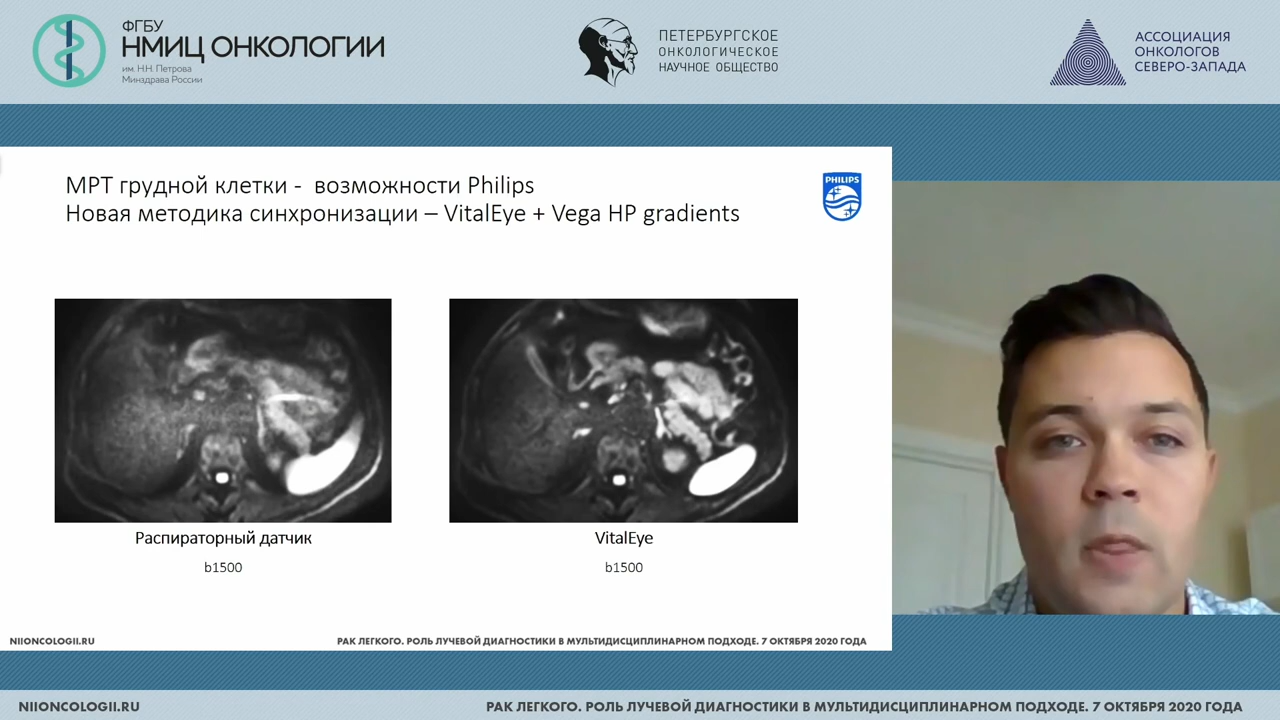 ФГБУ
НМИЦ ОНКОЛОГИИ
им. Н.Н. Петрова
Минздрава России
ПЕТЕРБУРГСКОЕ
ОНКОЛОГИЧЕСКОЕ
НАУЧНОЕ ОБЩЕСТВО
АССОЦИАЦИЯ
ОНКОЛОГОВ
СЕВЕРО-ЗАПАДА
МРТ грудной клетки - возможности Philips
Новая методика синхронизации – VitalEye + Vega HP gradients
PHILIPS
Распираторный датчик
b1500
VitalEye
b1500
NIIONCOLOGII.RU
РАК ЛЕГКОГО. РОЛЬ ЛУЧЕВОЙ ДИАГНОСТИКИ В МУЛЬТИДИСЦИПЛИНАРНОМ ПОДХОДЕ. 7 ОКТЯБРЯ 2020 ГОДА
NIIONCOLOGII.RU
РАК ЛЕГКОГО. РОЛЬ ЛУЧЕВОЙ ДИАГНОСТИКИ В МУЛЬТИДИСЦИПЛИНАРНОМ ПОДХОДЕ. 7 ОКТЯБРЯ 2020 ГОДА